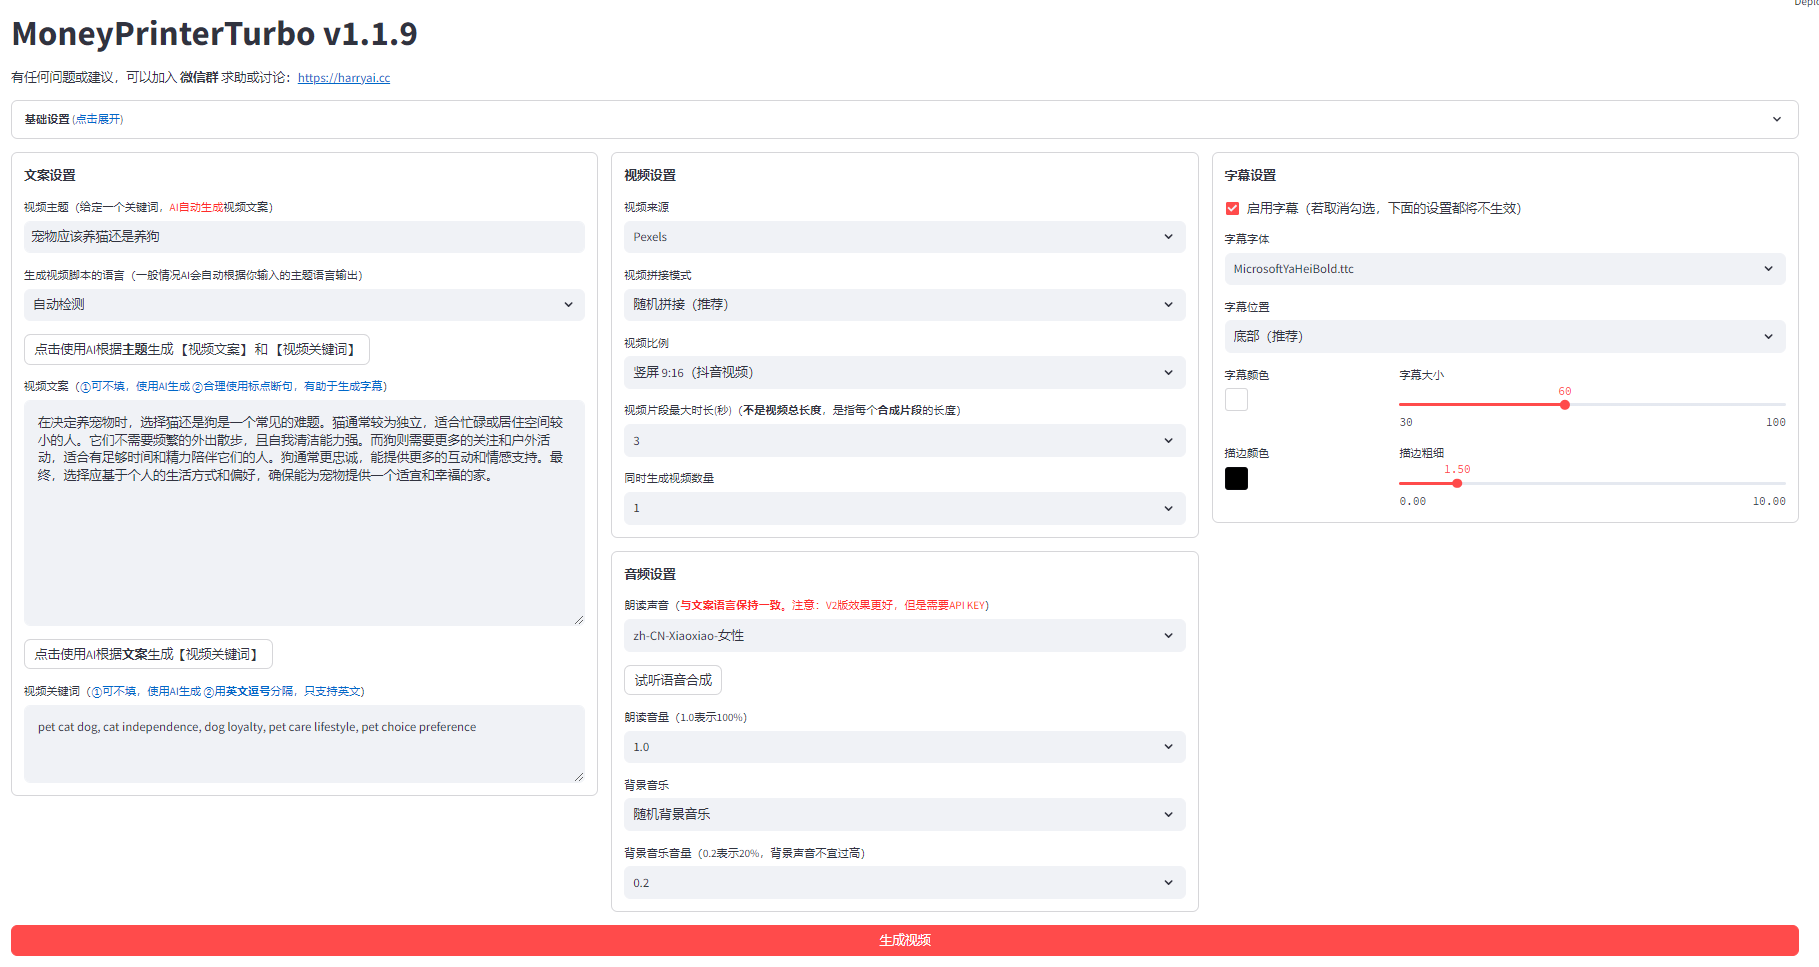 MoneyPrinterTurbo v1.1.9
有任何问题或建议，可以加入 微信群 求助或讨论：https://harryai.cc
基础设置 (点击展开)
文案设置
视频主题（给定一个关键词，AI自动生成视频文案）
宠物应该养猫还是养狗
生成视频脚本的语言（一般情况AI会自动根据你输入的主题语言输出）
自动检测
点击使用AI根据主题生成【视频文案】和【视频关键词】
视频文案（①可不填，使用AI生成 ②合理使用标点断句，有助于生成字幕）
在决定养宠物时，选择猫还是狗是一个常见的难题。猫通常较为独立，适合忙碌或居住空间较
小的人。它们不需要频繁的外出散步，且自我清洁能力强。而狗则需要更多的关注和户外活
动，适合有足够时间和精力陪伴它们的人。狗通常更忠诚，能提供更多的互动和情感支持。最
终，选择应基于个人的生活方式和偏好，确保能为宠物提供一个适宜和幸福的家。
点击使用AI根据文案生成【视频关键词】
视频关键词（①可不填，使用AI生成 ②用英文逗号分隔，只支持英文）
pet cat dog, cat independence, dog loyalty, pet care lifestyle, pet choice preference
视频设置
视频来源
Pexels
视频拼接模式
随机拼接（推荐）
视频比例
竖屏 9:16（抖音视频）
视频片段最大时长(秒)（不是视频总长度，是指每个合成片段的长度）
3
同时生成视频数量
1
音频设置
朗读声音（与文案语言保持一致。注意：V2版效果更好，但是需要API KEY）
zh-CN-Xiaoxiao-女性
试听语音合成
朗读音量（1.0表示100%）
1.0
背景音乐
随机背景音乐
背景音乐音量（0.2表示20%，背景声音不宜过高）
0.2
字幕设置
启用字幕（若取消勾选，下面的设置都将不生效）
字幕字体
MicrosoftYaHeiBold.ttc
字幕位置
底部（推荐）
字幕颜色
字幕大小
60
30 100
描边颜色
描边粗细
1.50
0.00 10.00
生成视频